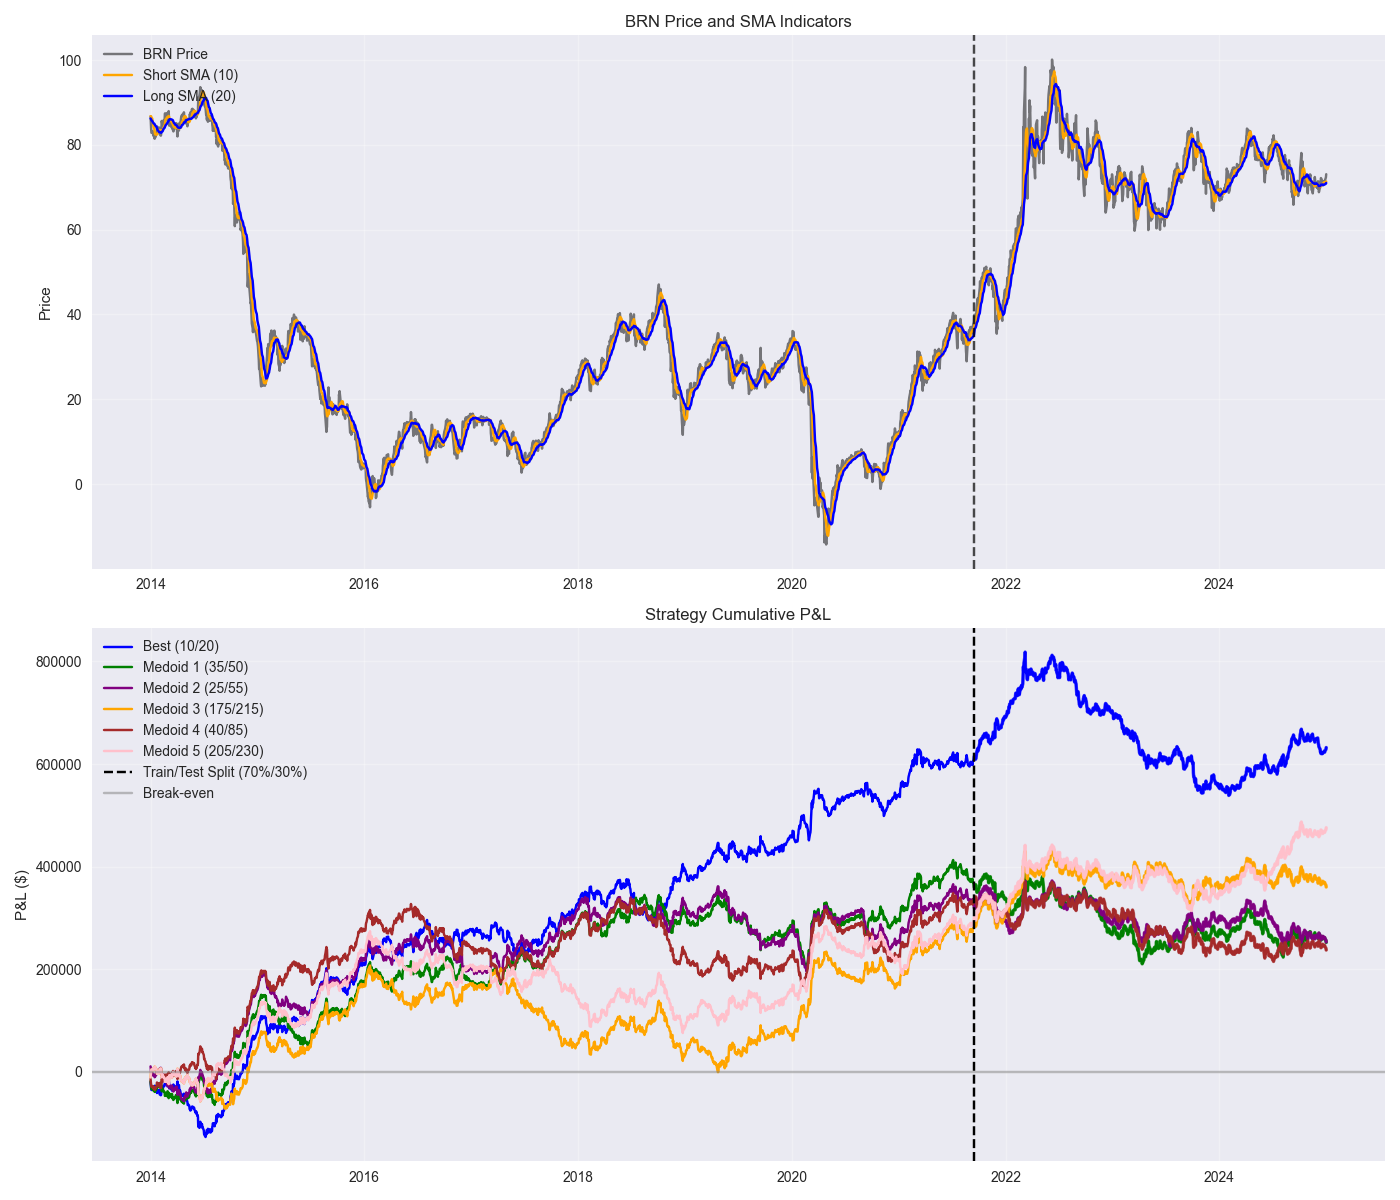 BRN Price and SMA Indicators
BRN Price
Short SMA (10)
Long SMA (20)
Price
100
80
60
40
20
0
2014
2016
2018
2020
2022
2024
Strategy Cumulative P&L
Best (10/20)
Medoid 1 (35/50)
Medoid 2 (25/55)
Medoid 3 (175/215)
Medoid 4 (40/85)
Medoid 5 (205/230)
Train/Test Split (70%/30%)
Break-even
P&L ($)
800000
600000
400000
200000
0
2014
2016
2018
2020
2022
2024